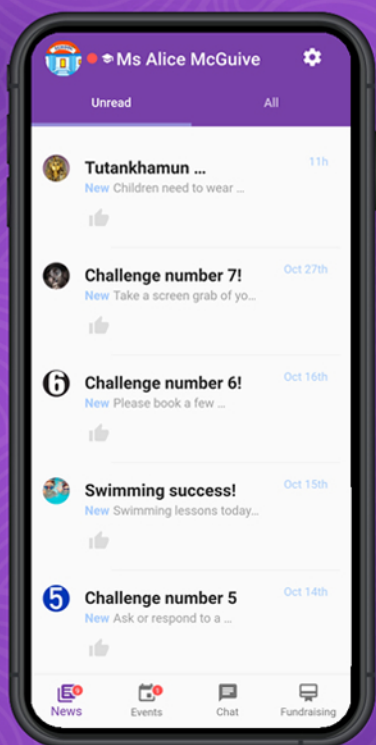 Ms Alice McGuive
Unread All
Tutankhamun ... 11h
New Children need to wear ...
Challenge number 7! Oct 27th
New Take a screen grab of yo...
6
Challenge number 6! Oct 16th
New Please book a few ...
Swimming success! Oct 15th
New Swimming lessons today...
5
Challenge number 5 Oct 14th
New Ask or respond to a ...
News Events Chat Fundraising